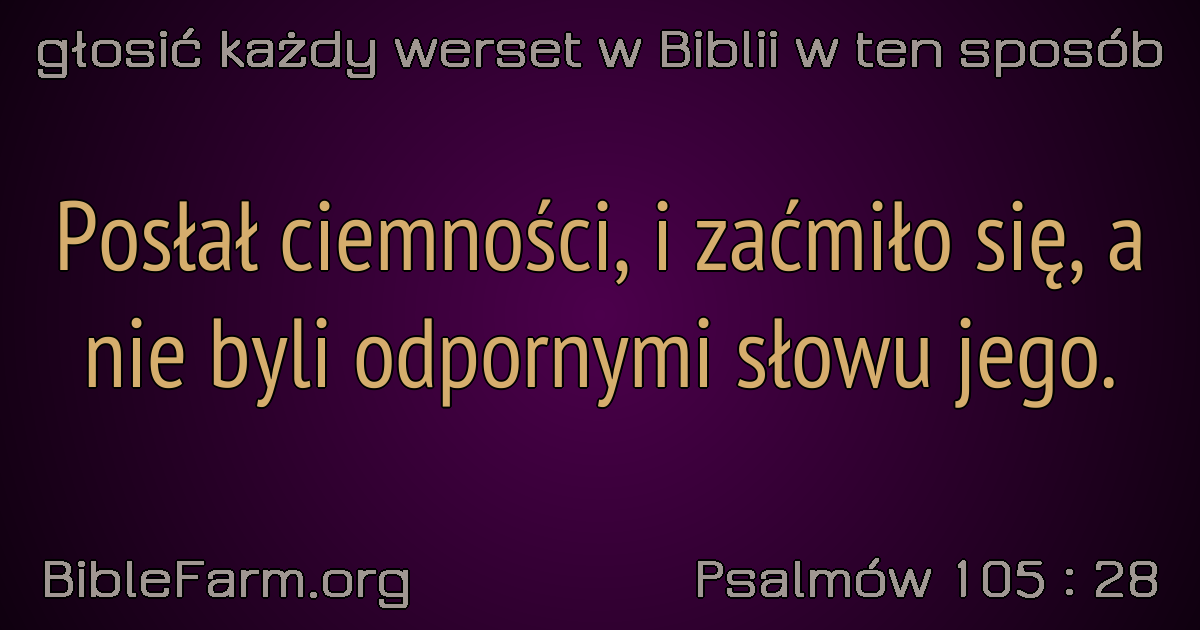 głosić każdy werset w Biblii w ten sposób
Posłał ciemności, i zaćmiło się, a
nie byli odpornymi słowu jego.
BibleFarm.org
Psalmów 105 : 28